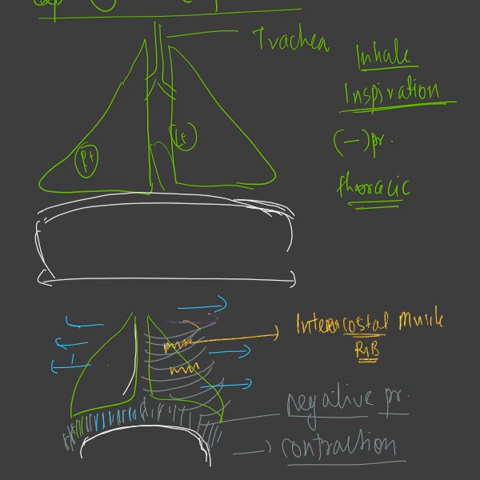 Trachea
Inhale
Inspiration
(-) pr.
thoracic
Rt
Lt
Intercostal Muscle
RIB
negative pr.
contraction